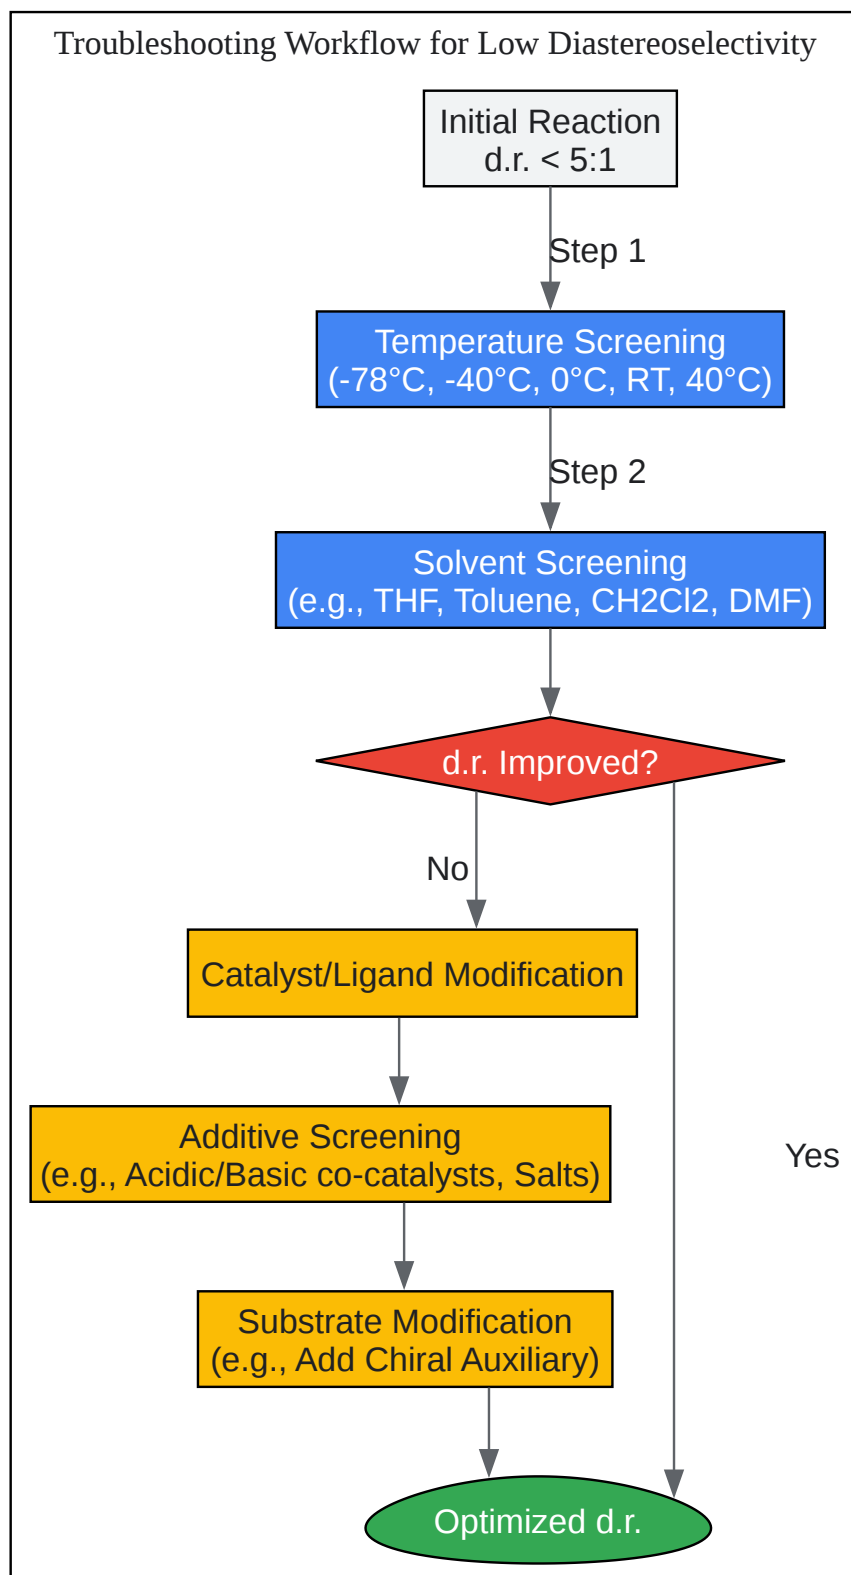 Troubleshooting Workflow for Low Diastereoselectivity
Initial Reaction
d.r. < 5:1
Step 1
Temperature Screening
(-78°C, -40°C, 0°C, RT, 40°C)
Step 2
Solvent Screening
(e.g., THF, Toluene, CH2Cl2, DMF)
d.r. Improved?
No
Catalyst/Ligand Modification
Additive Screening
(e.g., Acidic/Basic co-catalysts, Salts)
Yes
Substrate Modification
(e.g., Add Chiral Auxiliary)
Optimized d.r.